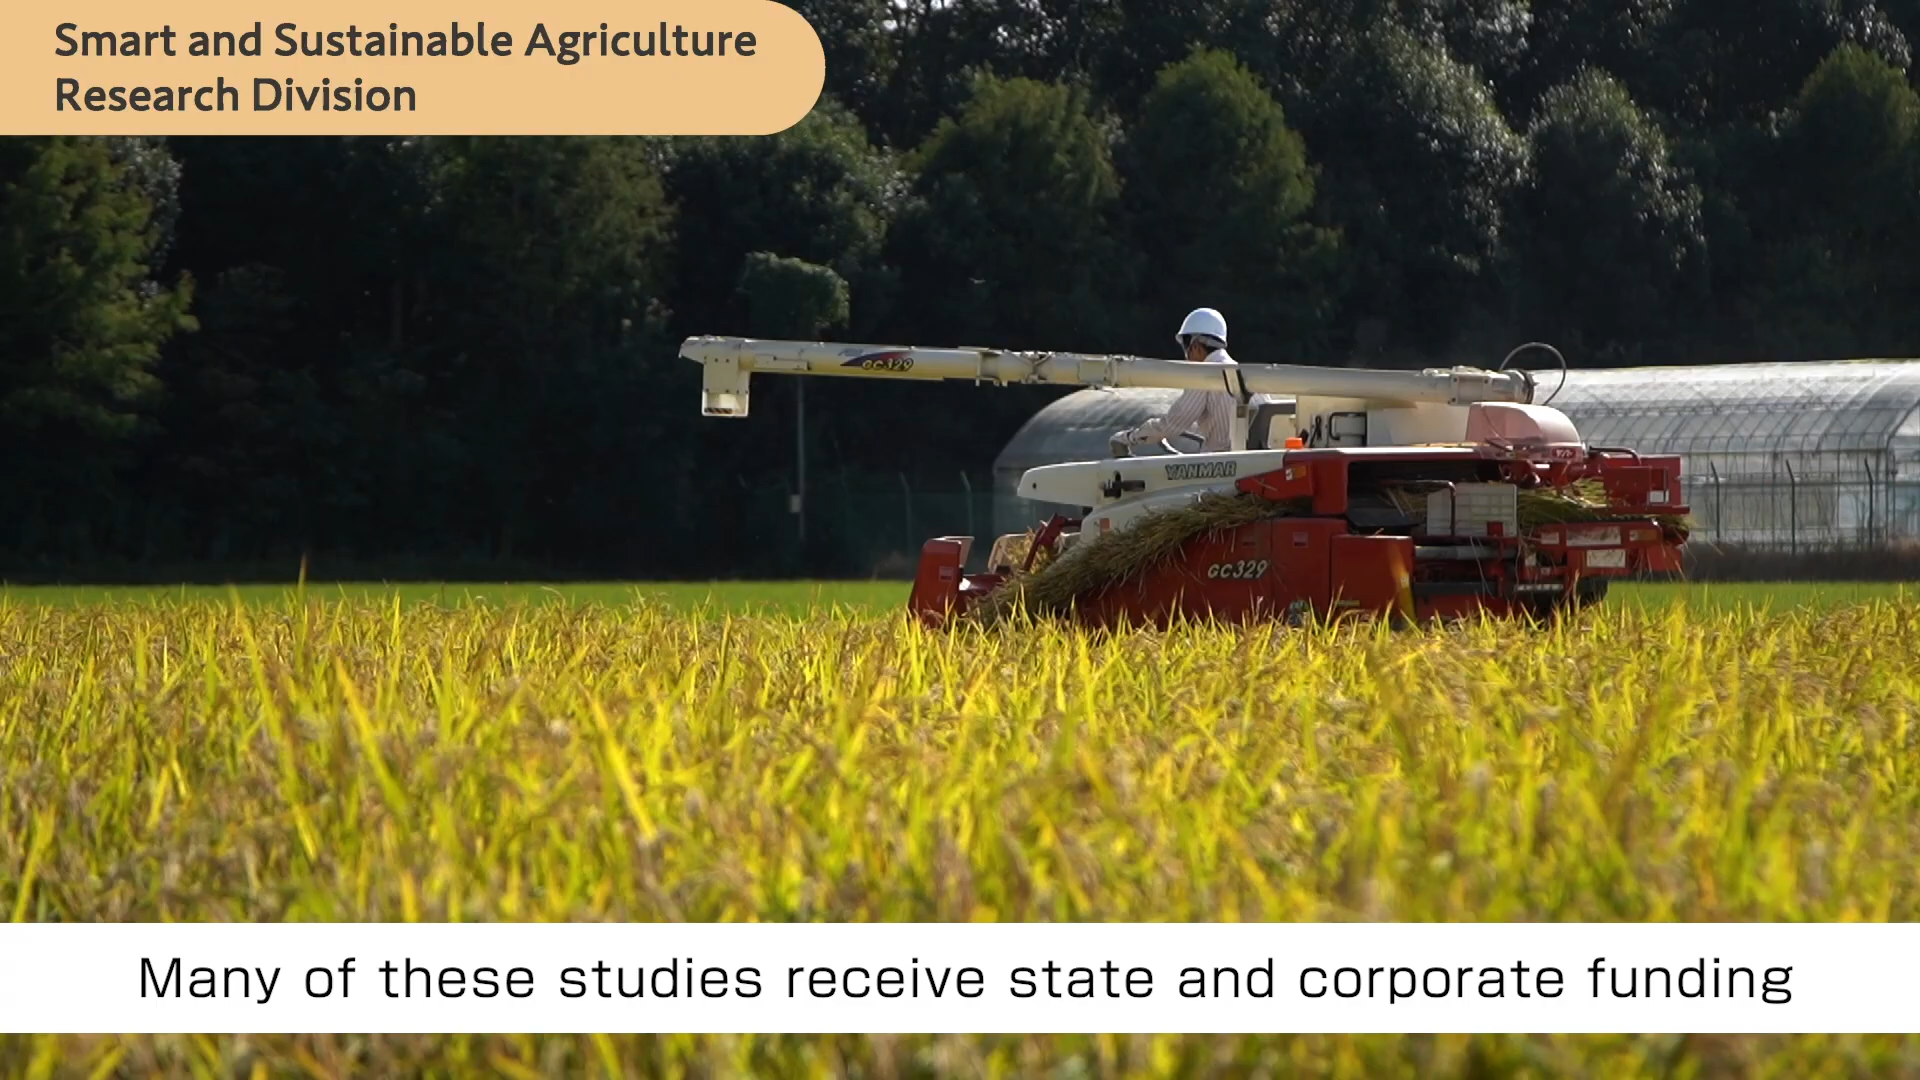 Smart and Sustainable Agriculture
Research Division
GC329
YANMAR
GC329
Many of these studies receive state and corporate funding